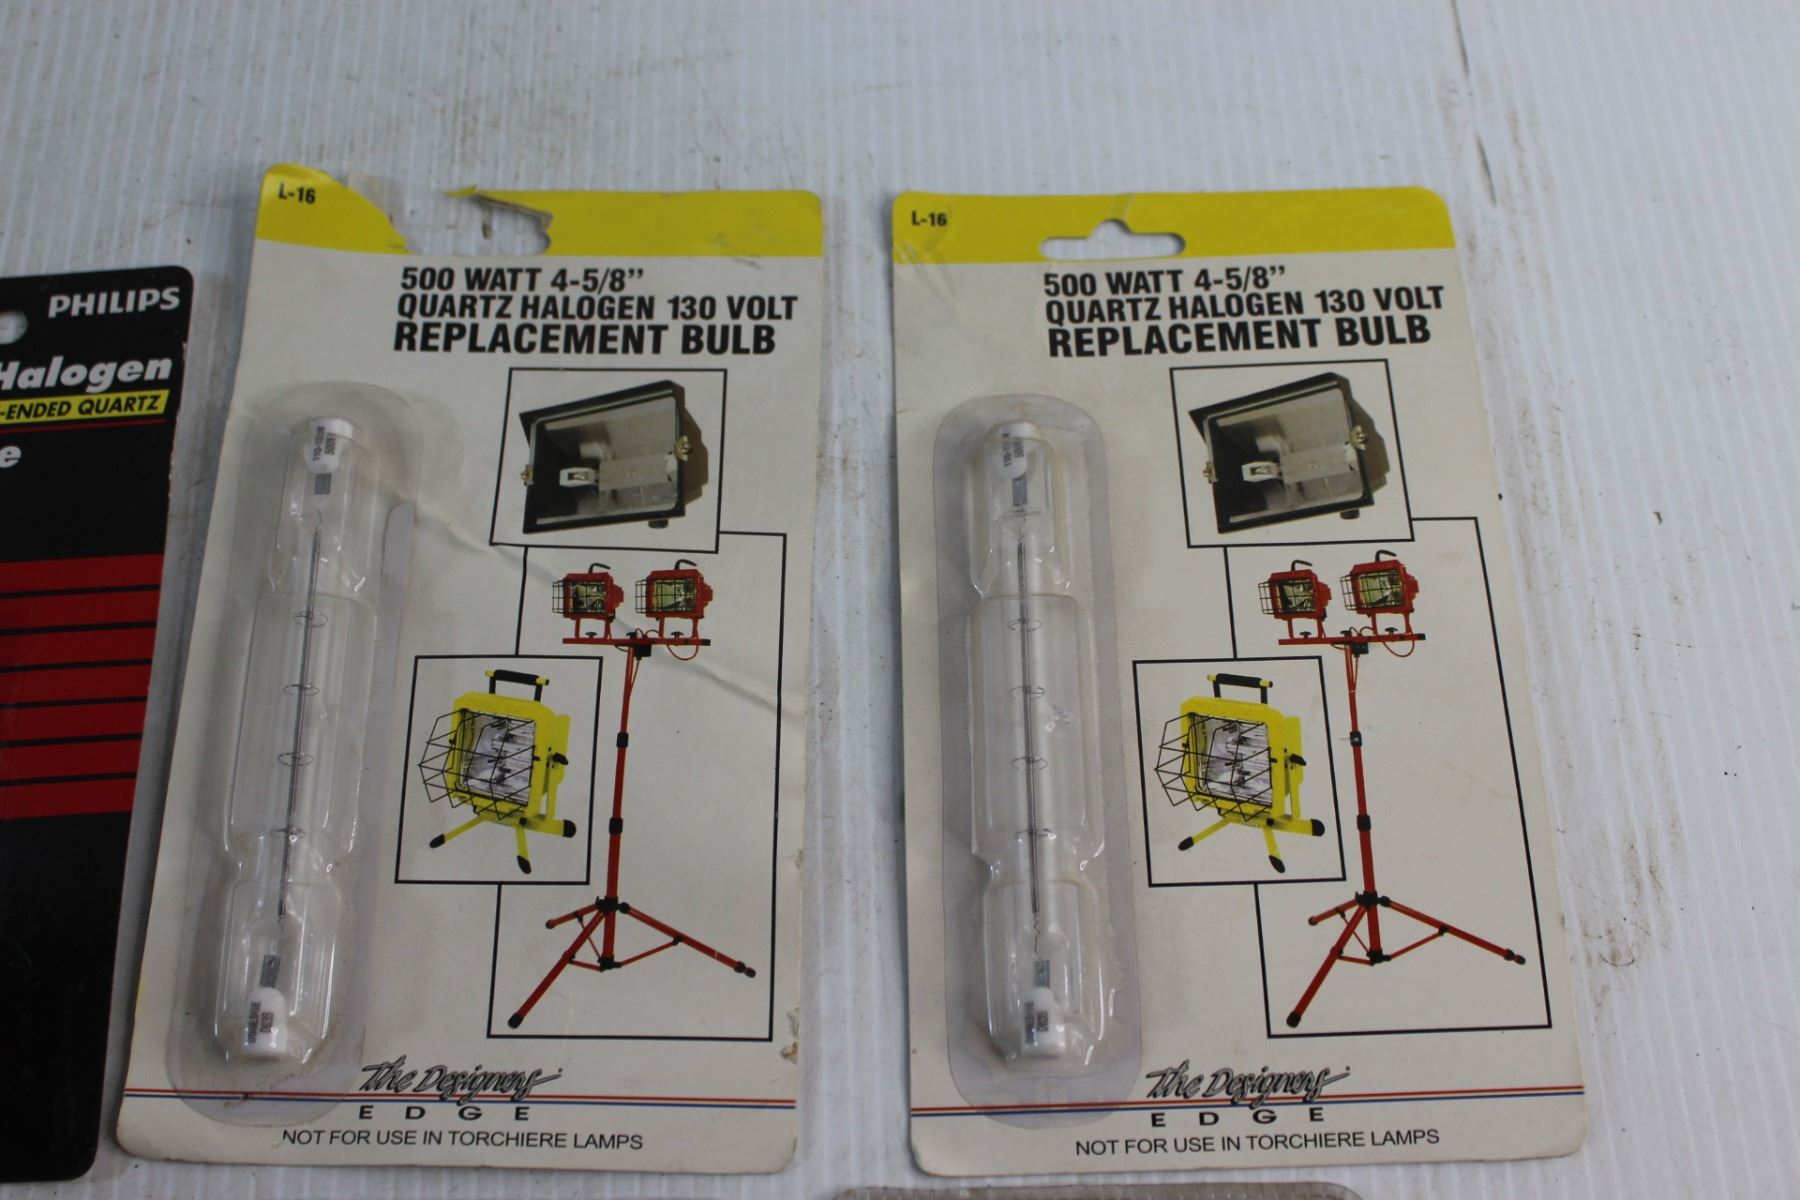 PHILIPS
Halogen
-ENDED QUARTZ
e
L-16
500 WATT 4-5/8”
QUARTZ HALOGEN 130 VOLT
REPLACEMENT BULB
500W
The Designers
EDGE
NOT FOR USE IN TORCHIERE LAMPS
L-16
500 WATT 4-5/8”
QUARTZ HALOGEN 130 VOLT
REPLACEMENT BULB
The Designers
EDGE
NOT FOR USE IN TORCHIERE LAMPS